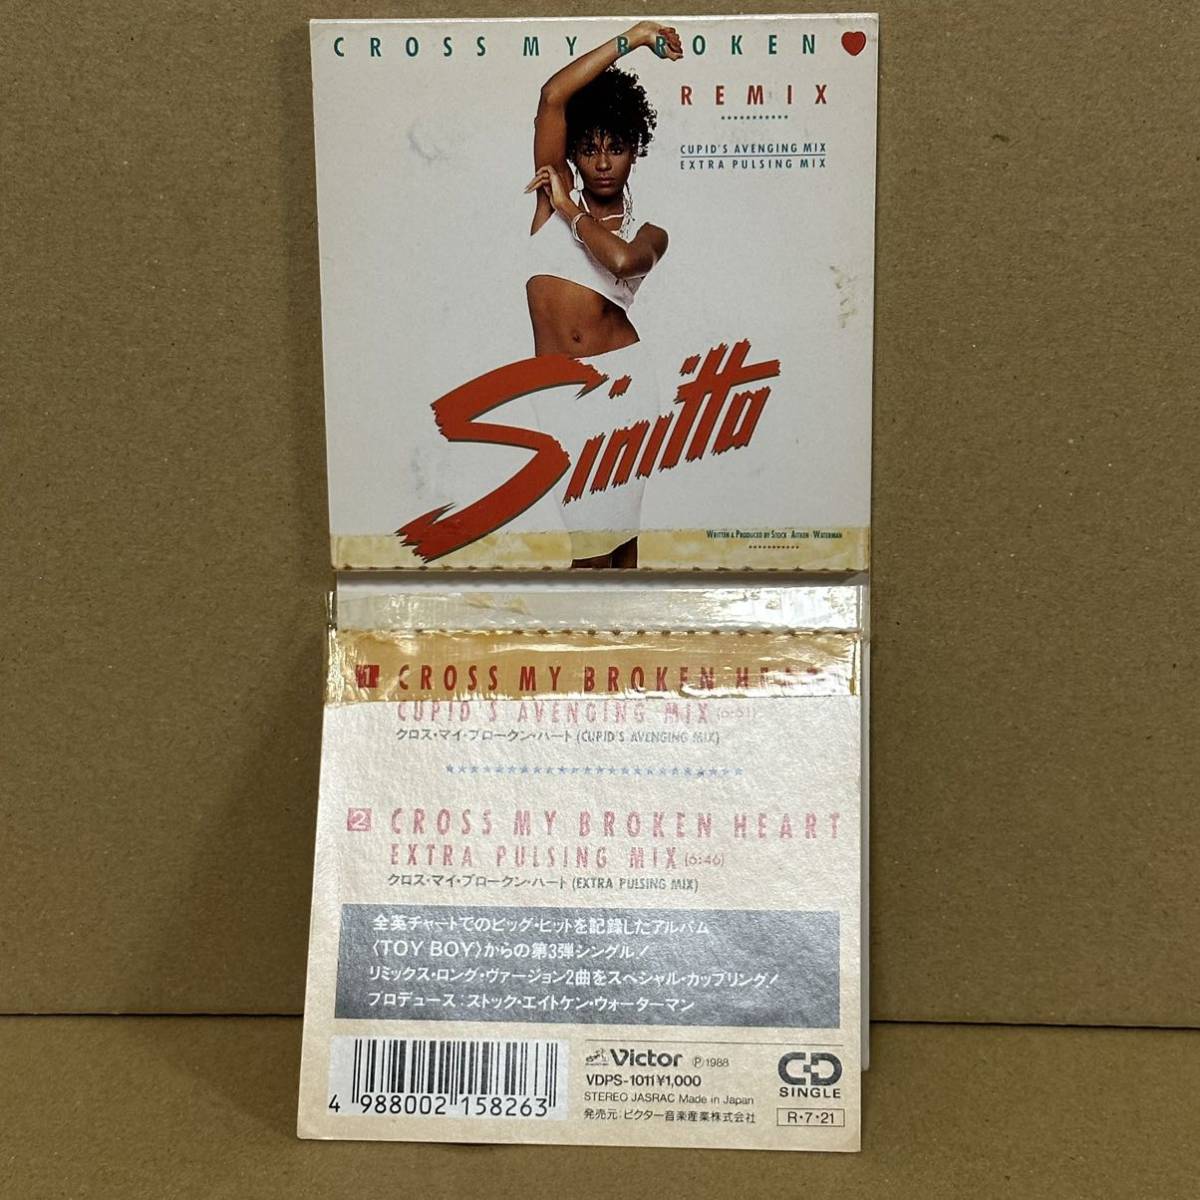 CROSS MY BROKEN
REMIX
CUPID'S AVENGING MIX
EXTRA PULSING MIX
Sinitta
WRITTEN & PRODUCED BY STOCK · AITKEN · WATERMAN
1 CROSS MY BROKEN HEART
CUPID'S AVENGING MIX (6:51)
クロス・マイ・ブロークン・ハート (CUPID'S AVENGING MIX)
2 CROSS MY BROKEN HEART
EXTRA PULSING MIX (6:46)
クロス・マイ・ブロークン・ハート (EXTRA PULSING MIX)
全英チャートでのビッグ・ヒットを記録したアルバム
〈TOY BOY〉からの第3弾シングル!
リミックス・ロング・ヴァージョン2曲をスペシャル・カップリング!
プロデュース:ストック・エイトケン・ウォーターマン
4 988002 158263
Victor Ⓟ1988
VDPS-1011 ¥1,000
STEREO JASRAC Made in Japan
発売元:ビクター音楽産業株式会社
CD
SINGLE
R・7・21